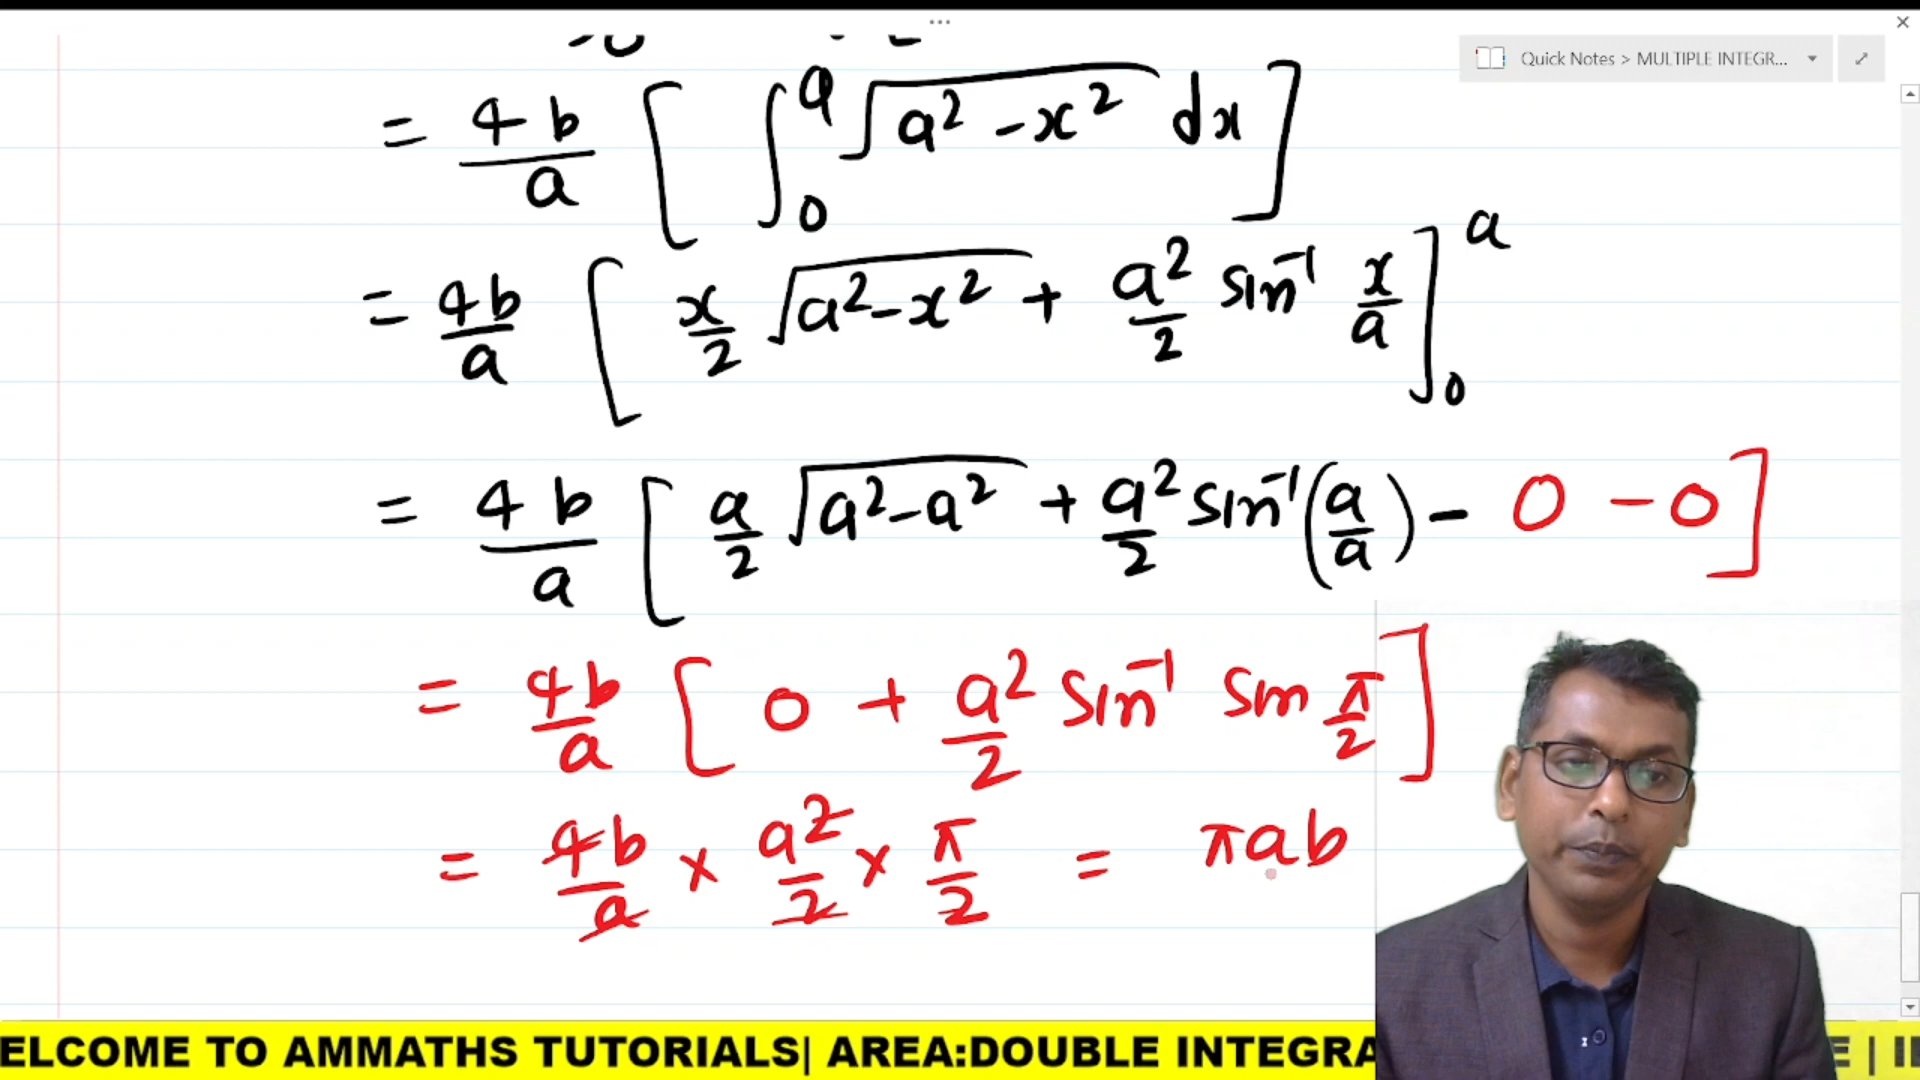 Quick Notes > MULTIPLE INTEGR...
= 4b/a [ ∫₀ᵃ √(a² - x²) dx ]
= 4b/a [ x/2 √(a² - x²) + a²/2 sin⁻¹ x/a ]₀ᵃ
= 4b/a [ a/2 √(a² - a²) + a²/2 sin⁻¹(a/a) - 0 - 0 ]
= 4b/a [ 0 + a²/2 sin⁻¹ sin π/2 ]
= 4b/a × a²/2 × π/2 = πab
ELCOME TO AMMATHS TUTORIALS| AREA:DOUBLE INTEGRA E | I